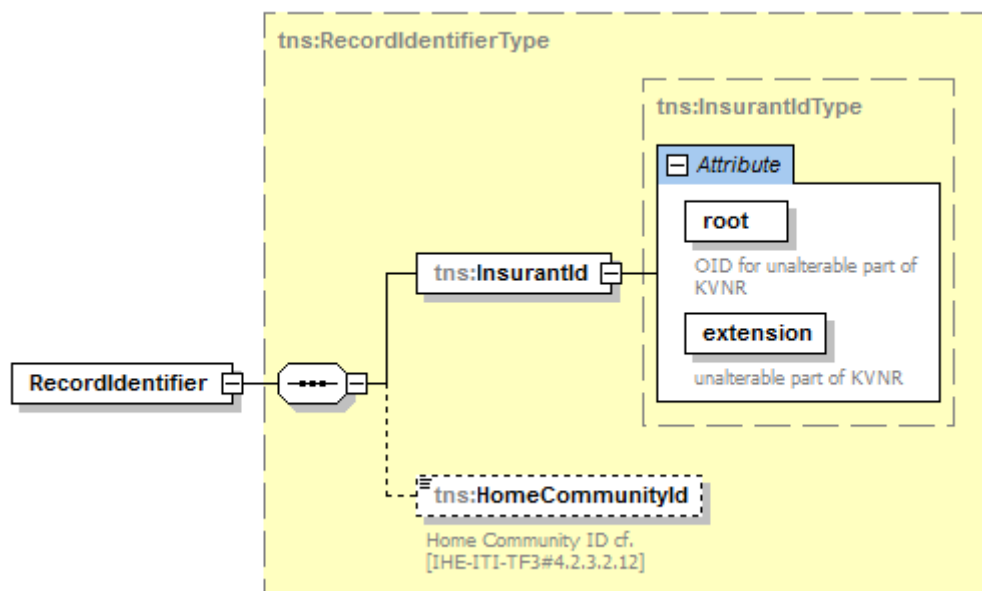 tns:RecordIdentifierType
tns:InsurantIdType
Attribute
root
OID for unalterable part of
KVNR
tns:InsurantId
extension
unalterable part of KVNR
RecordIdentifier
tns:HomeCommunityId
Home Community ID cf.
[IHE-ITI-TF3#4.2.3.2.12]